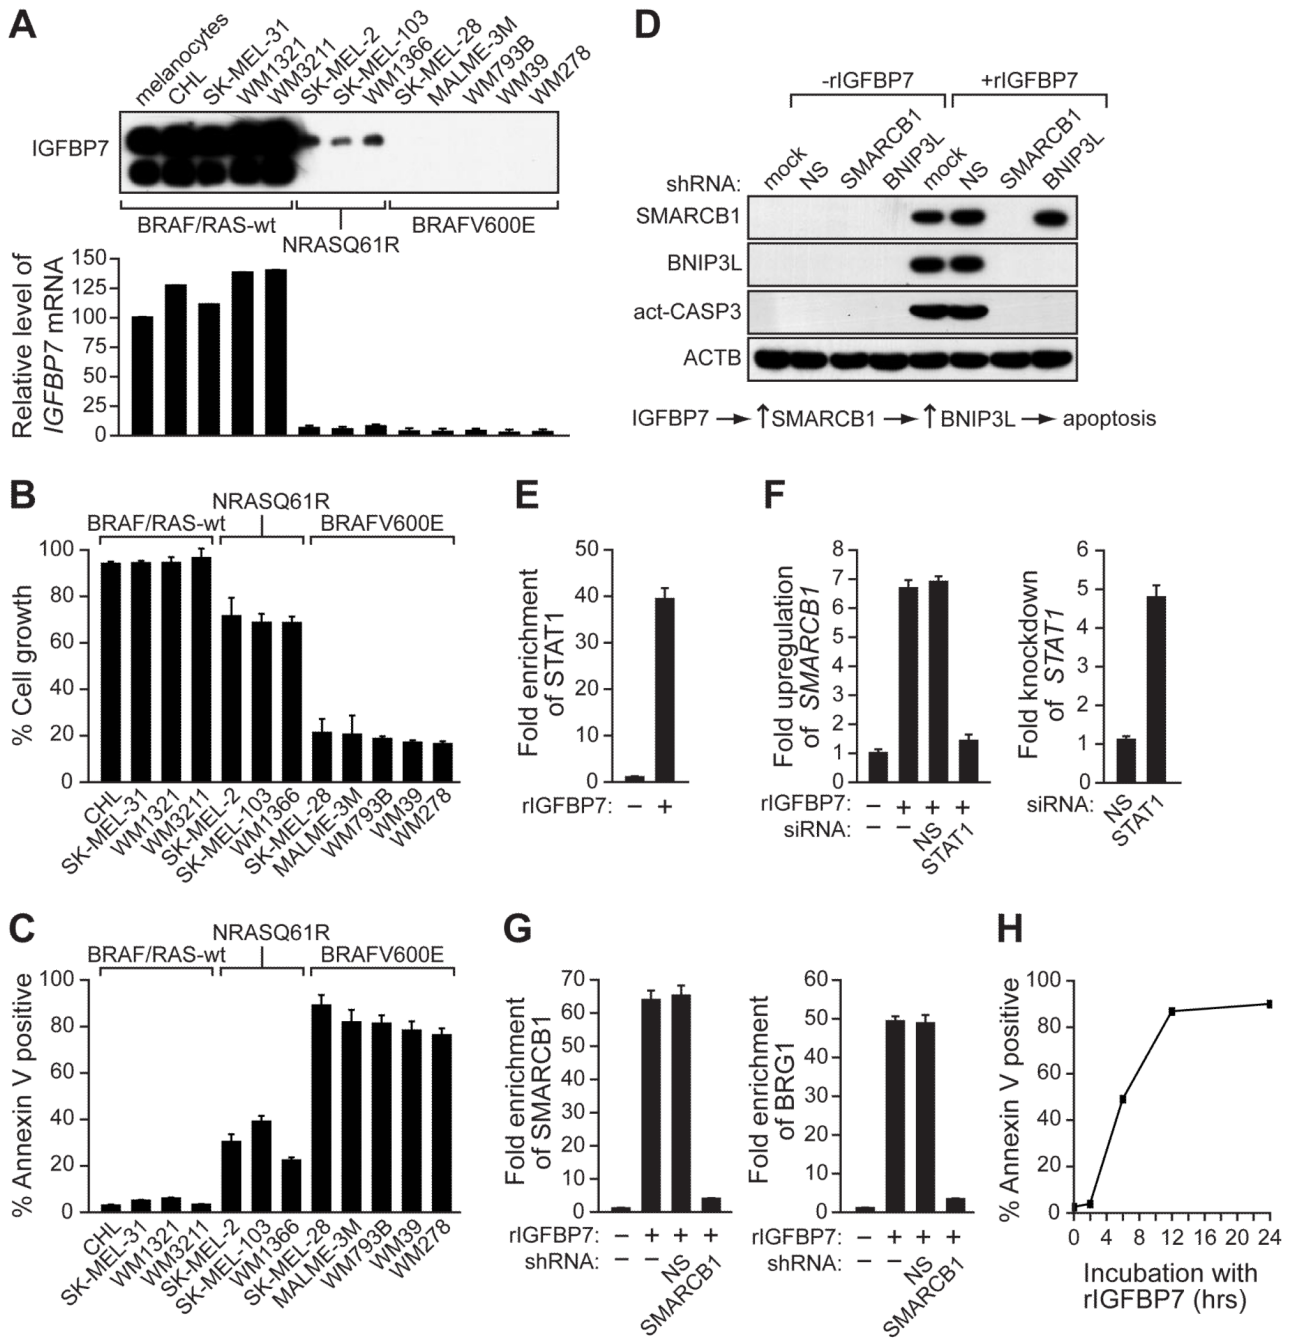 A
melanocytes
CHL
SK-MEL-31
WM1321
WM3211
SK-MEL-2
SK-MEL-103
WM1366
SK-MEL-28
MALME-3M
WM793B
WM39
WM278
IGFBP7
BRAF/RAS-wt
NRASQ61R
BRAFV600E
Relative level of
IGFBP7 mRNA
150
125
100
75
50
25
0
B
NRASQ61R
BRAF/RAS-wt
BRAFV600E
% Cell growth
100
80
60
40
20
0
CHL
SK-MEL-31
WM1321
WM3211
SK-MEL-2
SK-MEL-103
WM1366
SK-MEL-28
MALME-3M
WM793B
WM39
WM278
C
NRASQ61R
BRAF/RAS-wt
BRAFV600E
% Annexin V positive
100
80
60
40
20
0
CHL
SK-MEL-31
WM1321
WM3211
SK-MEL-2
SK-MEL-103
WM1366
SK-MEL-28
MALME-3M
WM793B
WM39
WM278
D
-rIGFBP7
+rIGFBP7
shRNA:
mock
NS
SMARCB1
BNIP3L
mock
NS
SMARCB1
BNIP3L
SMARCB1
BNIP3L
act-CASP3
ACTB
IGFBP7 → ↑SMARCB1 → ↑BNIP3L → apoptosis
E
Fold enrichment
of STAT1
50
40
30
20
10
0
rIGFBP7: − +
F
Fold upregulation
of SMARCB1
8
7
6
5
4
3
2
1
0
rIGFBP7: − + + +
siRNA: − − NS STAT1
Fold knockdown
of STAT1
6
5
4
3
2
1
0
siRNA: NS STAT1
G
Fold enrichment
of SMARCB1
70
60
50
40
30
20
10
0
rIGFBP7: − + + +
shRNA: − − NS SMARCB1
Fold enrichment
of BRG1
60
50
40
30
20
10
0
rIGFBP7: − + + +
shRNA: − − NS SMARCB1
H
% Annexin V positive
100
80
60
40
20
0
0 4 8 12 16 20 24
Incubation with
rIGFBP7 (hrs)